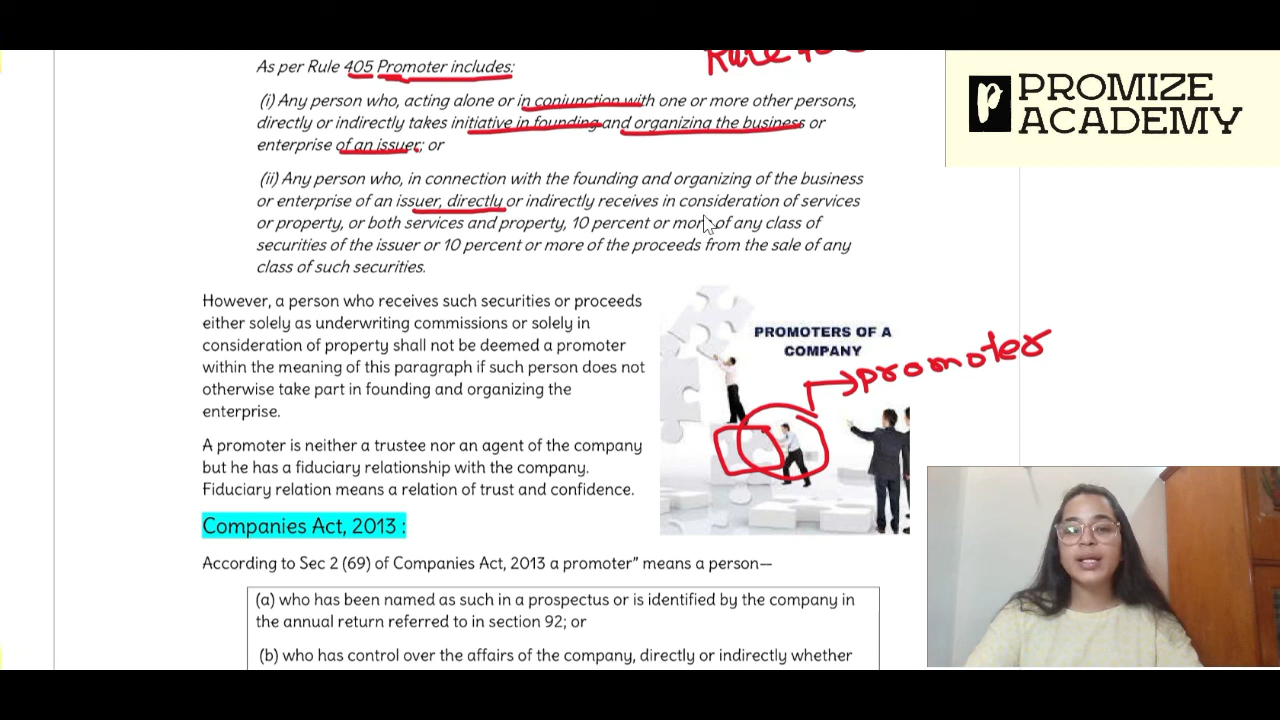 As per Rule 405 Promoter includes:
(i) Any person who, acting alone or in conjunction with one or more other persons,
directly or indirectly takes initiative in founding and organizing the business or
enterprise of an issuer; or
(ii) Any person who, in connection with the founding and organizing of the business
or enterprise of an issuer, directly or indirectly receives in consideration of services
or property, or both services and property, 10 percent or more of any class of
securities of the issuer or 10 percent or more of the proceeds from the sale of any
class of such securities.
However, a person who receives such securities or proceeds
either solely as underwriting commissions or solely in
consideration of property shall not be deemed a promoter
within the meaning of this paragraph if such person does not
otherwise take part in founding and organizing the
enterprise.
A promoter is neither a trustee nor an agent of the company
but he has a fiduciary relationship with the company.
Fiduciary relation means a relation of trust and confidence.
PROMOTERS OF A
COMPANY
promoter
Companies Act, 2013 :
According to Sec 2 (69) of Companies Act, 2013 a promoter” means a person—
(a) who has been named as such in a prospectus or is identified by the company in
the annual return referred to in section 92; or
(b) who has control over the affairs of the company, directly or indirectly whether
Rule
p PROMIZE
ACADEMY